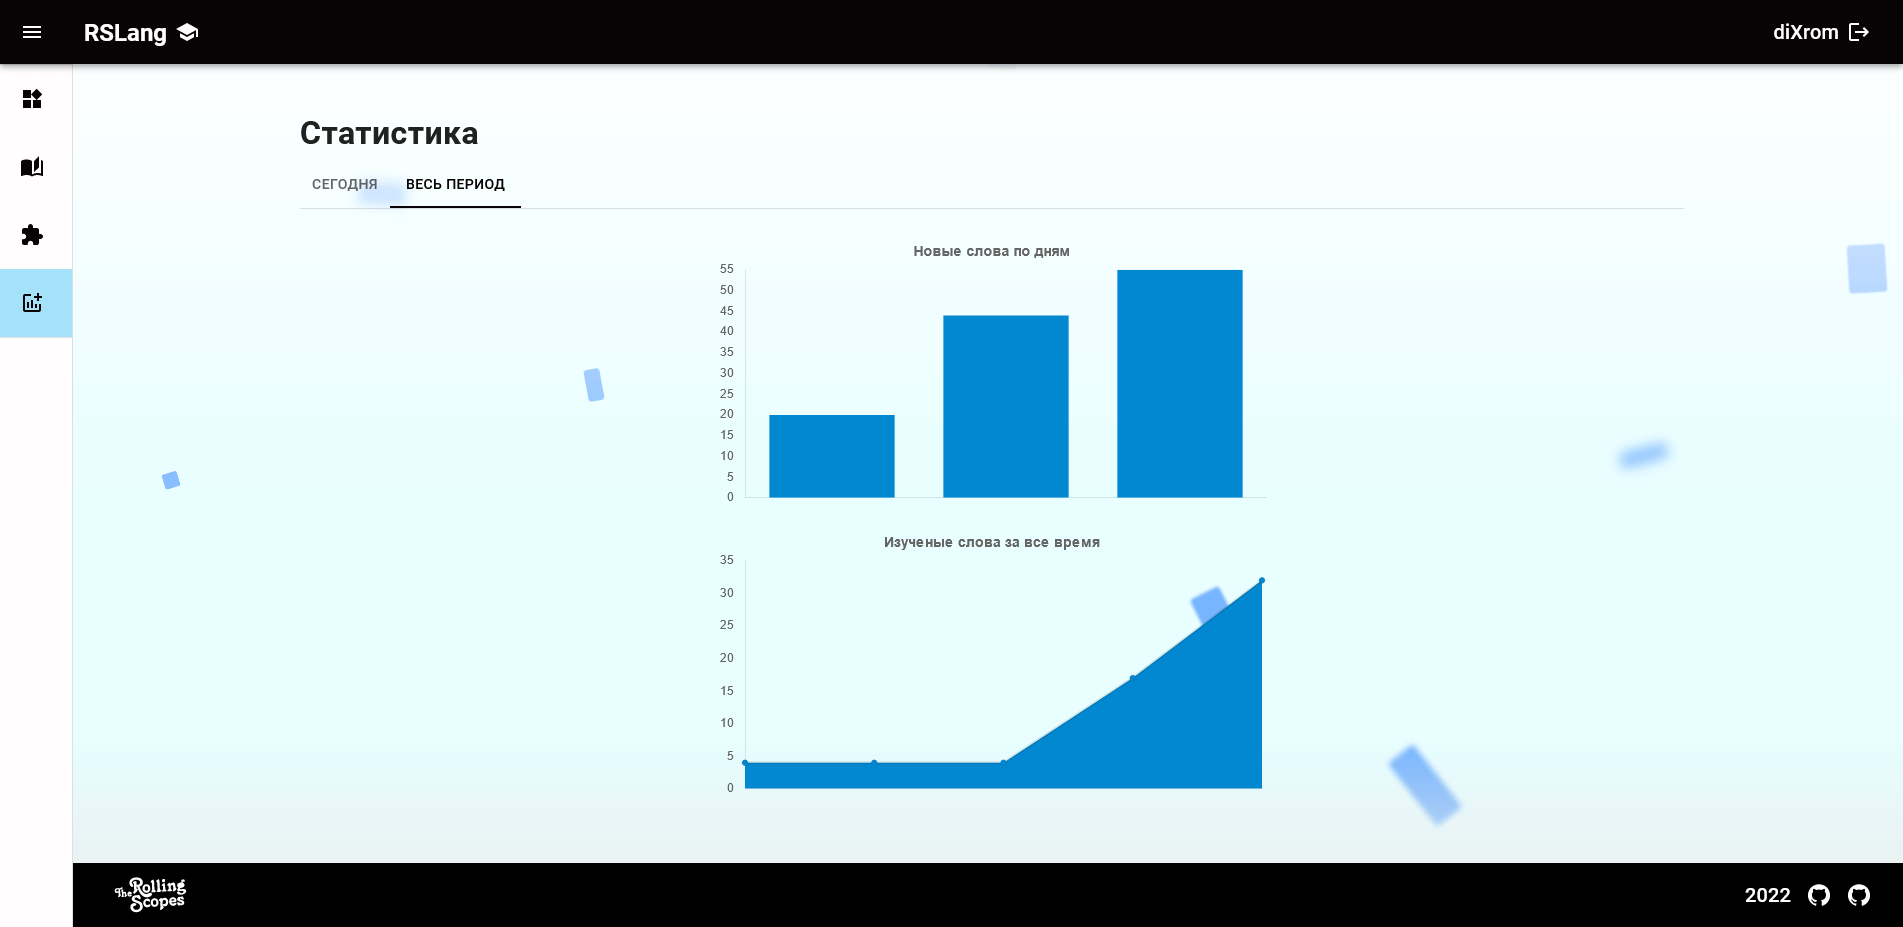 RSLang
diXrom
Статистика
СЕГОДНЯ
ВЕСЬ ПЕРИОД
Новые слова по дням
55
50
45
40
35
30
25
20
15
10
5
0
Изученые слова за все время
35
30
25
20
15
10
5
0
The Rolling
Scopes
2022